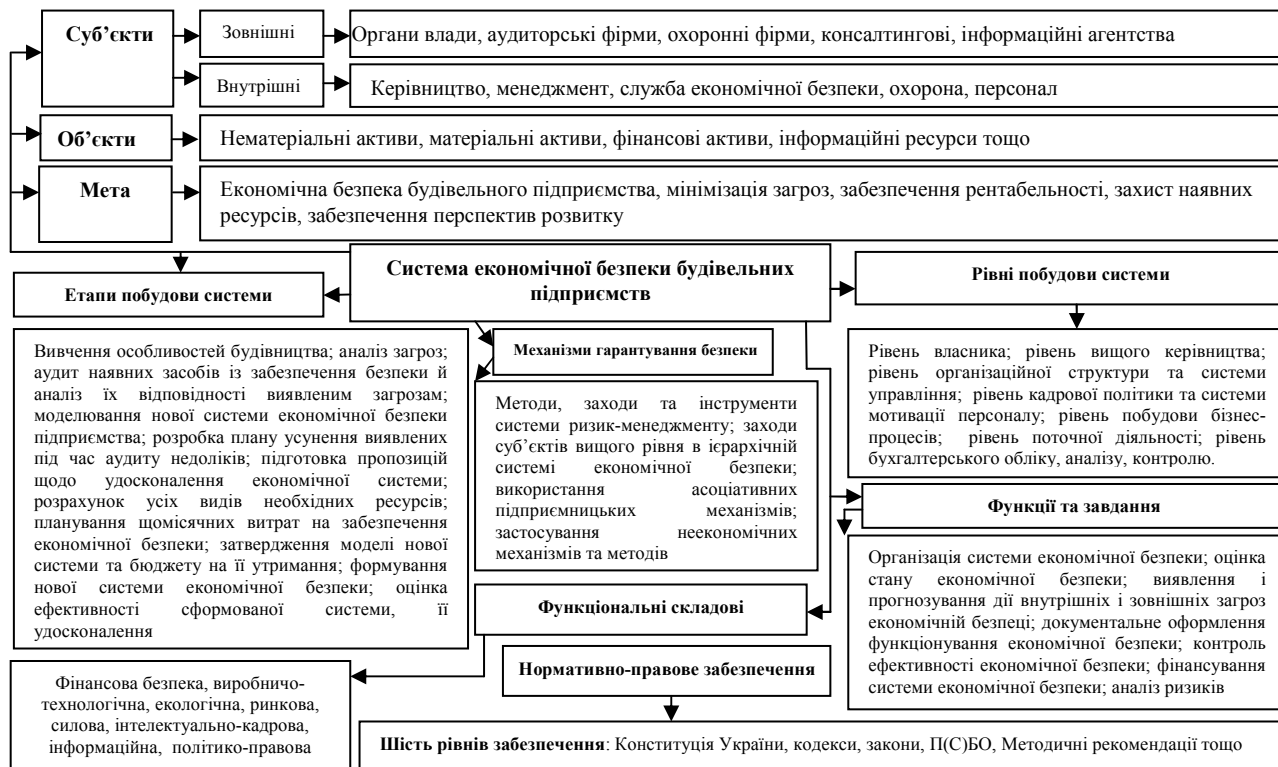 Суб’єкти
Зовнішні
Органи влади, аудиторські фірми, охоронні фірми, консалтингові, інформаційні агентства
Внутрішні
Керівництво, менеджмент, служба економічної безпеки, охорона, персонал
Об’єкти
Нематеріальні активи, матеріальні активи, фінансові активи, інформаційні ресурси тощо
Мета
Економічна безпека будівельного підприємства, мінімізація загроз, забезпечення рентабельності, захист наявних
ресурсів, забезпечення перспектив розвитку
Система економічної безпеки будівельних
підприємств
Етапи побудови системи
Вивчення особливостей будівництва; аналіз загроз;
аудит наявних засобів із забезпечення безпеки й
аналіз їх відповідності виявленим загрозам;
моделювання нової системи економічної безпеки
підприємства; розробка плану усунення виявлених
під час аудиту недоліків; підготовка пропозицій
щодо удосконалення економічної системи;
розрахунок усіх видів необхідних ресурсів;
планування щомісячних витрат на забезпечення
економічної безпеки; затвердження моделі нової
системи та бюджету на її утримання; формування
нової системи економічної безпеки; оцінка
ефективності сформованої системи, її
удосконалення
Механізми гарантування безпеки
Методи, заходи та інструменти
системи ризик-менеджменту; заходи
суб’єктів вищого рівня в ієрархічній
системі економічної безпеки;
використання асоціативних
підприємницьких механізмів;
застосування неекономічних
механізмів та методів
Рівні побудови системи
Рівень власника; рівень вищого керівництва;
рівень організаційної структури та системи
управління; рівень кадрової політики та системи
мотивації персоналу; рівень побудови бізнес-
процесів; рівень поточної діяльності; рівень
бухгалтерського обліку, аналізу, контролю.
Функції та завдання
Організація системи економічної безпеки; оцінка
стану економічної безпеки; виявлення і
прогнозування дії внутрішніх і зовнішніх загроз
економічній безпеці; документальне оформлення
функціонування економічної безпеки; контроль
ефективності економічної безпеки; фінансування
системи економічної безпеки; аналіз ризиків
Функціональні складові
Фінансова безпека, виробничо-
технологічна, екологічна, ринкова,
силова, інтелектуально-кадрова,
інформаційна, політико-правова
Нормативно-правове забезпечення
Шість рівнів забезпечення: Конституція України, кодекси, закони, П(С)БО, Методичні рекомендації тощо